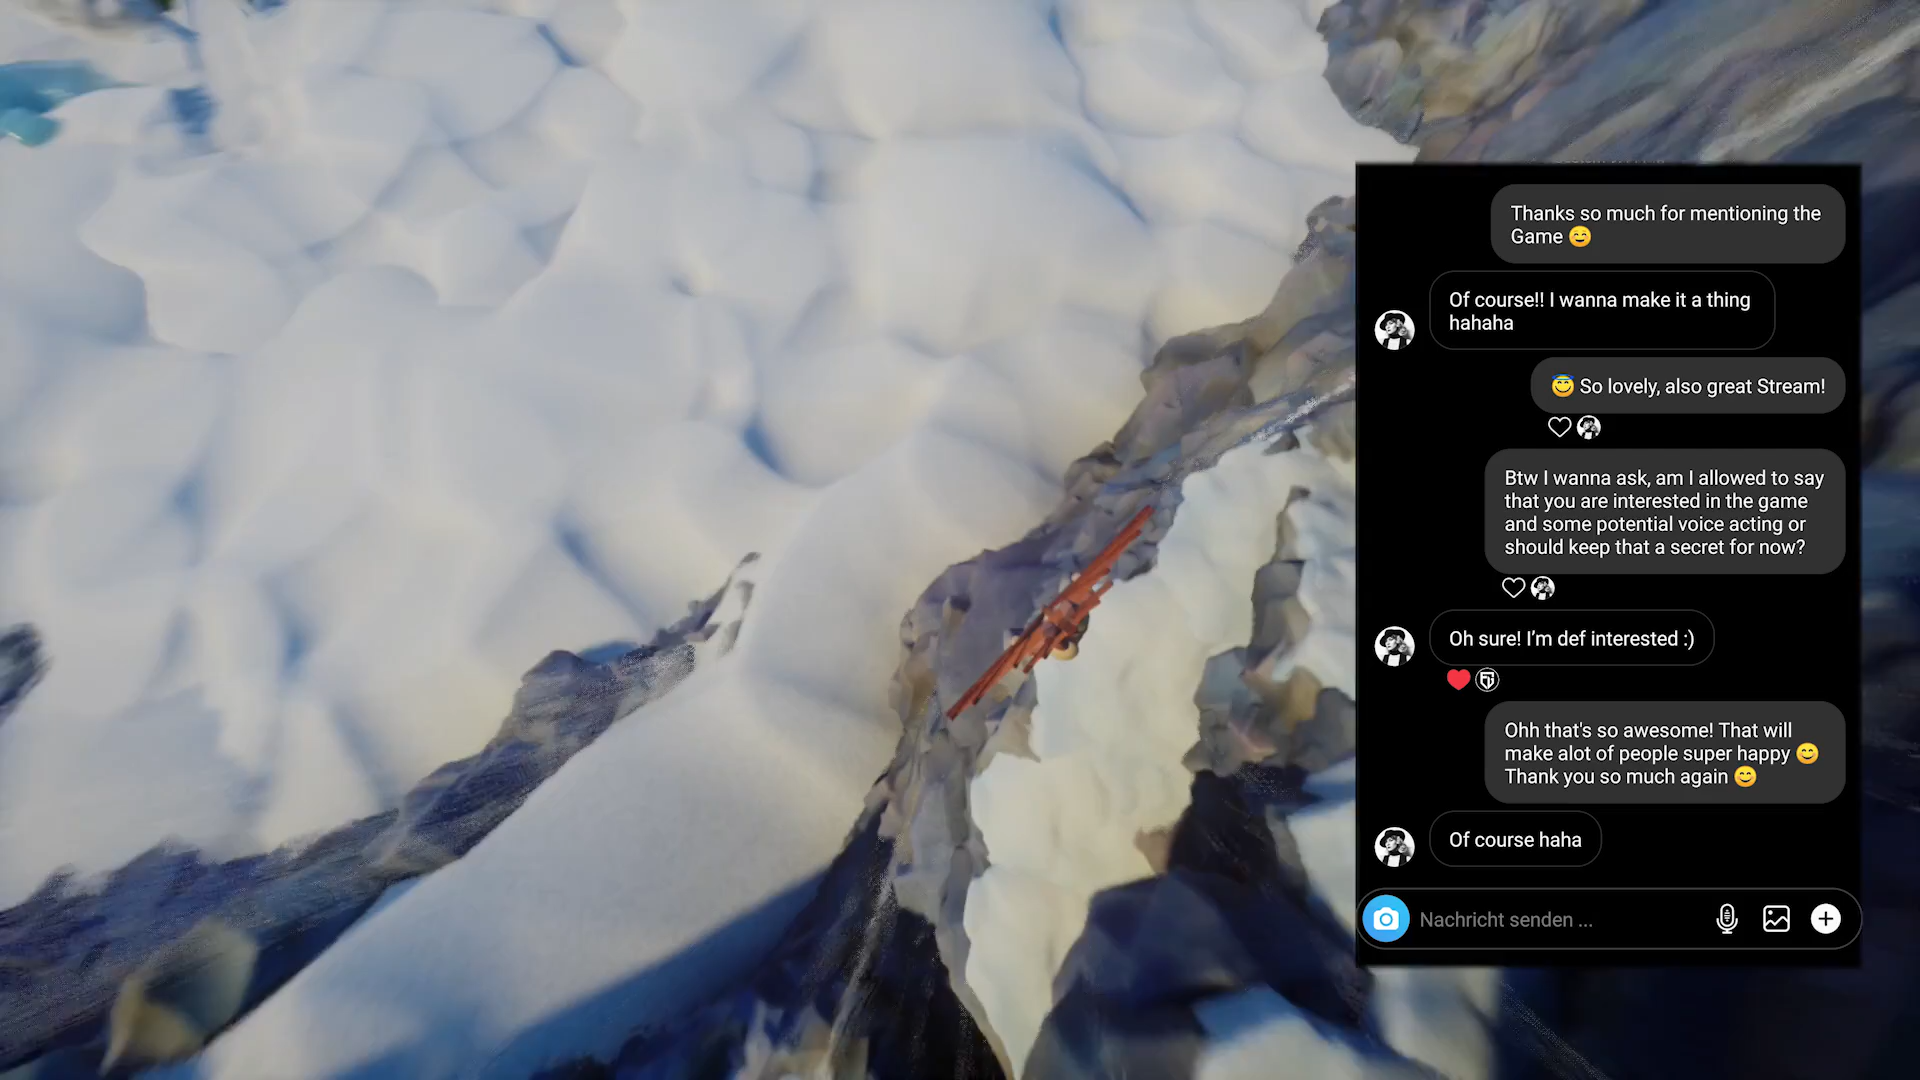 Thanks so much for mentioning the
Game 😊
Of course!! I wanna make it a thing
hahaha
😇 So lovely, also great Stream!
Btw I wanna ask, am I allowed to say
that you are interested in the game
and some potential voice acting or
should keep that a secret for now?
Oh sure! I'm def interested :)
Ohh that's so awesome! That will
make alot of people super happy 😊
Thank you so much again 😊
Of course haha
Nachricht senden ...